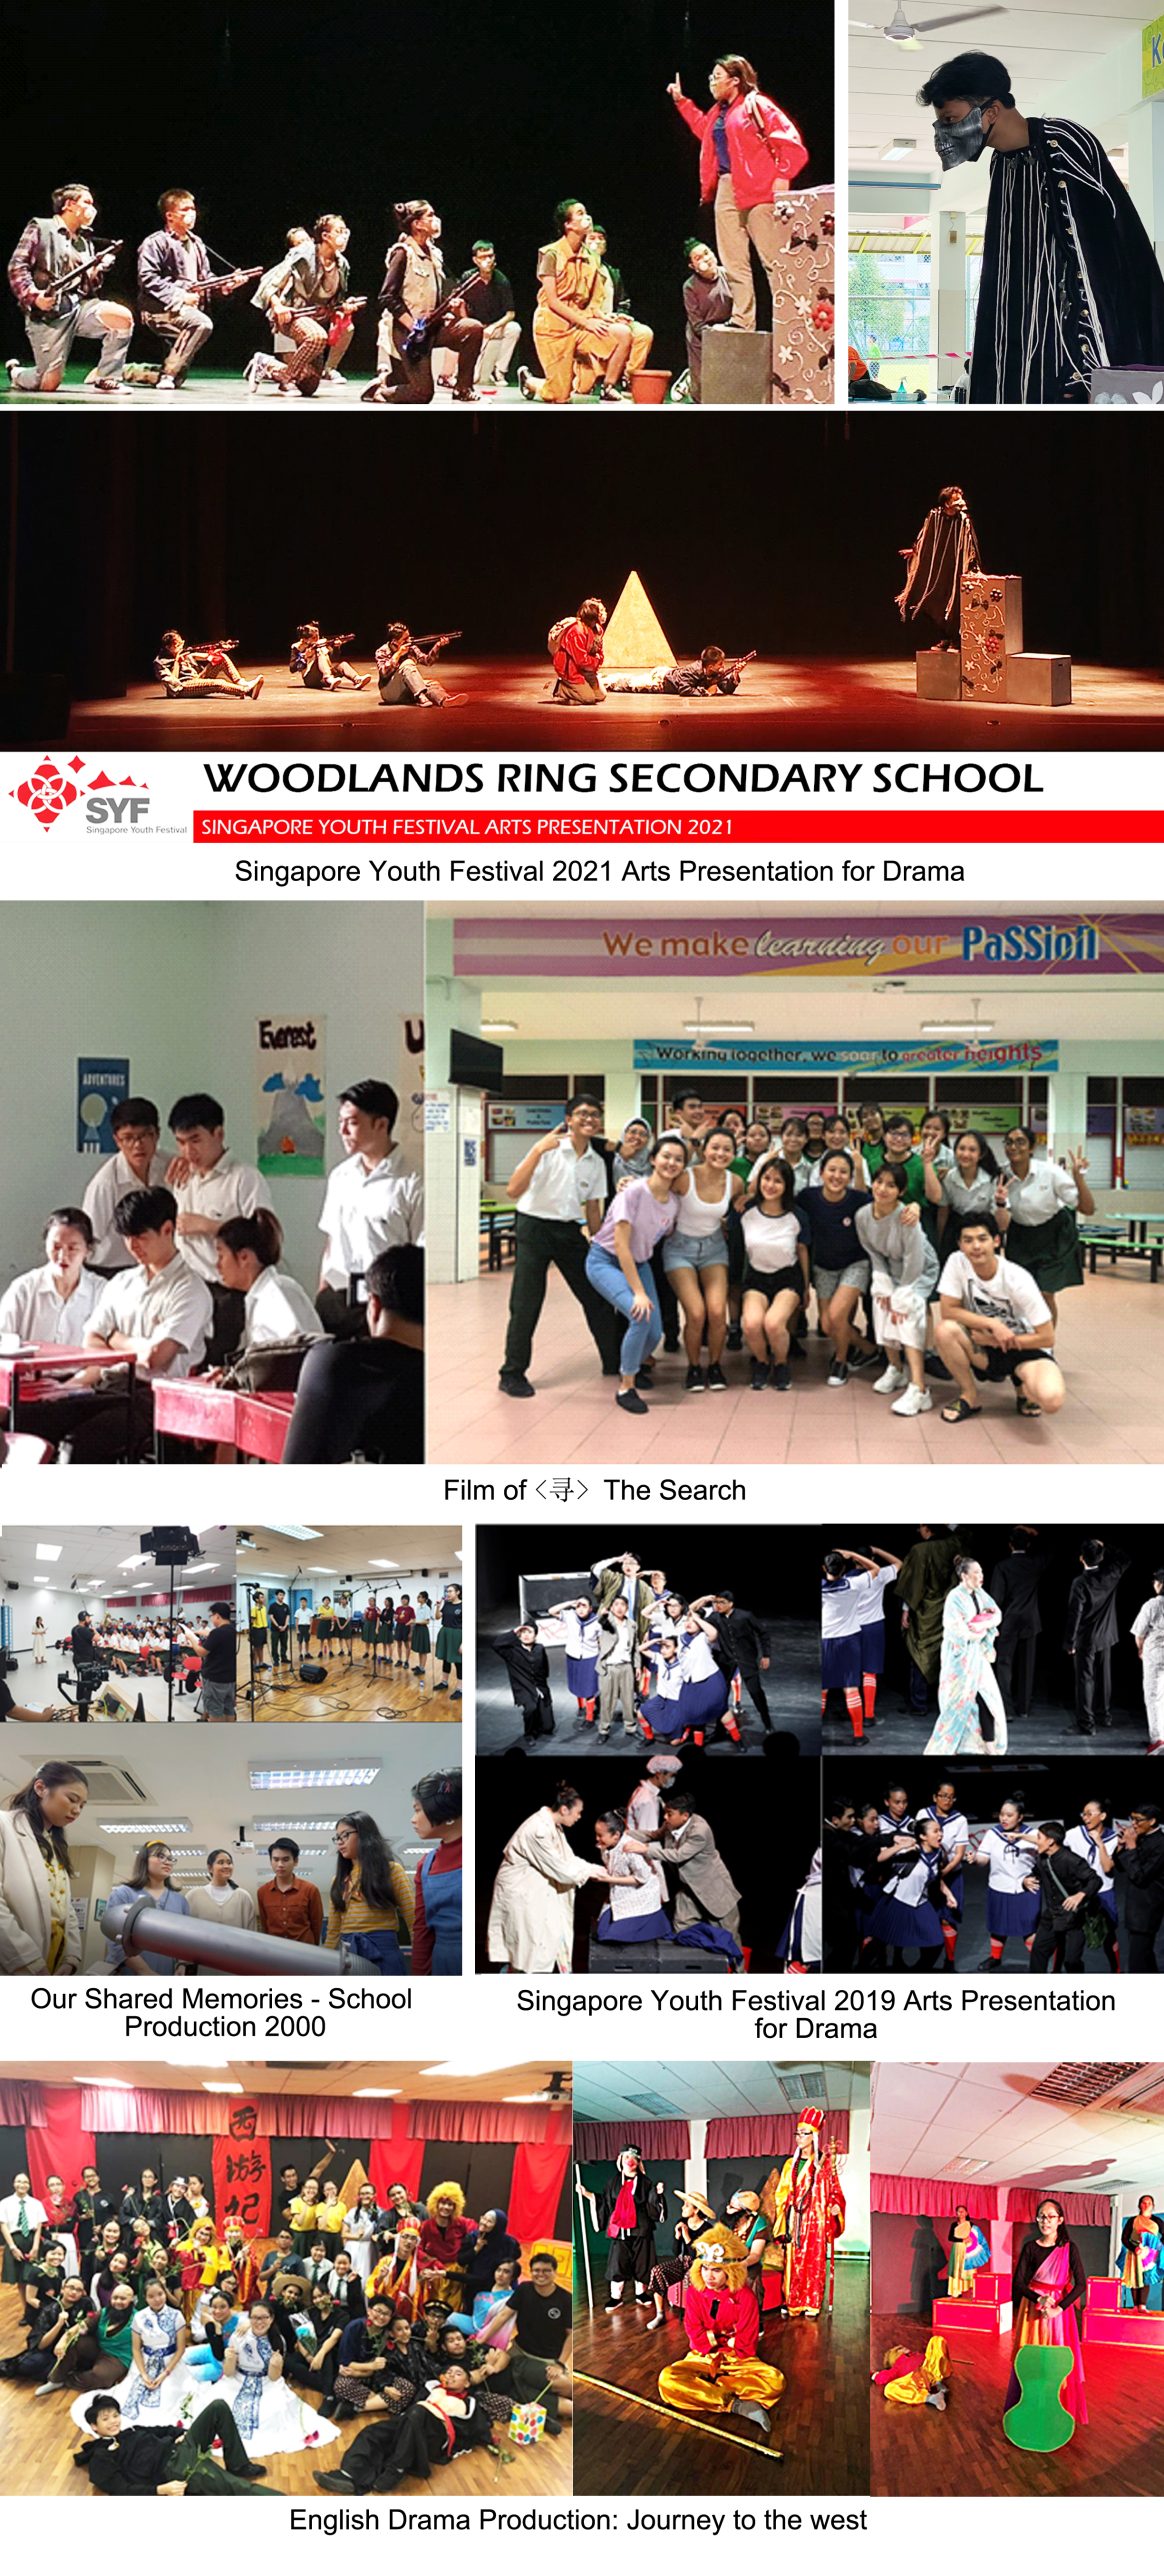 WOODLANDS RING SECONDARY SCHOOL
SYF
Singapore Youth Festival
SINGAPORE YOUTH FESTIVAL ARTS PRESENTATION 2021
Singapore Youth Festival 2021 Arts Presentation for Drama
We make learning our PaSSion
Working together, we soar to greater heights
Everest
ADVENTURES
Film of <寻> The Search
Our Shared Memories - School
Production 2000
Singapore Youth Festival 2019 Arts Presentation
for Drama
西游记
English Drama Production: Journey to the west